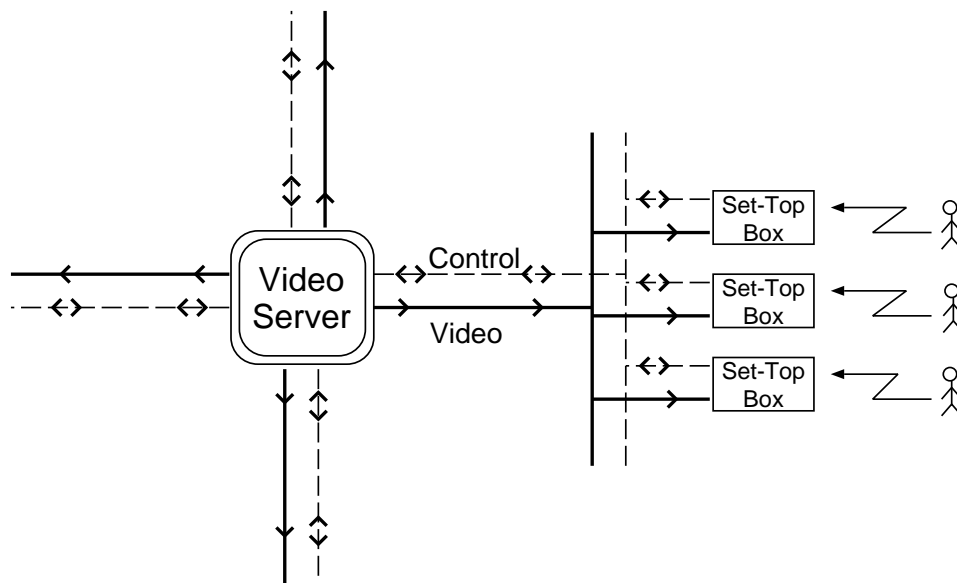 Video
Server
Control
Video
Set-Top
Box
Set-Top
Box
Set-Top
Box